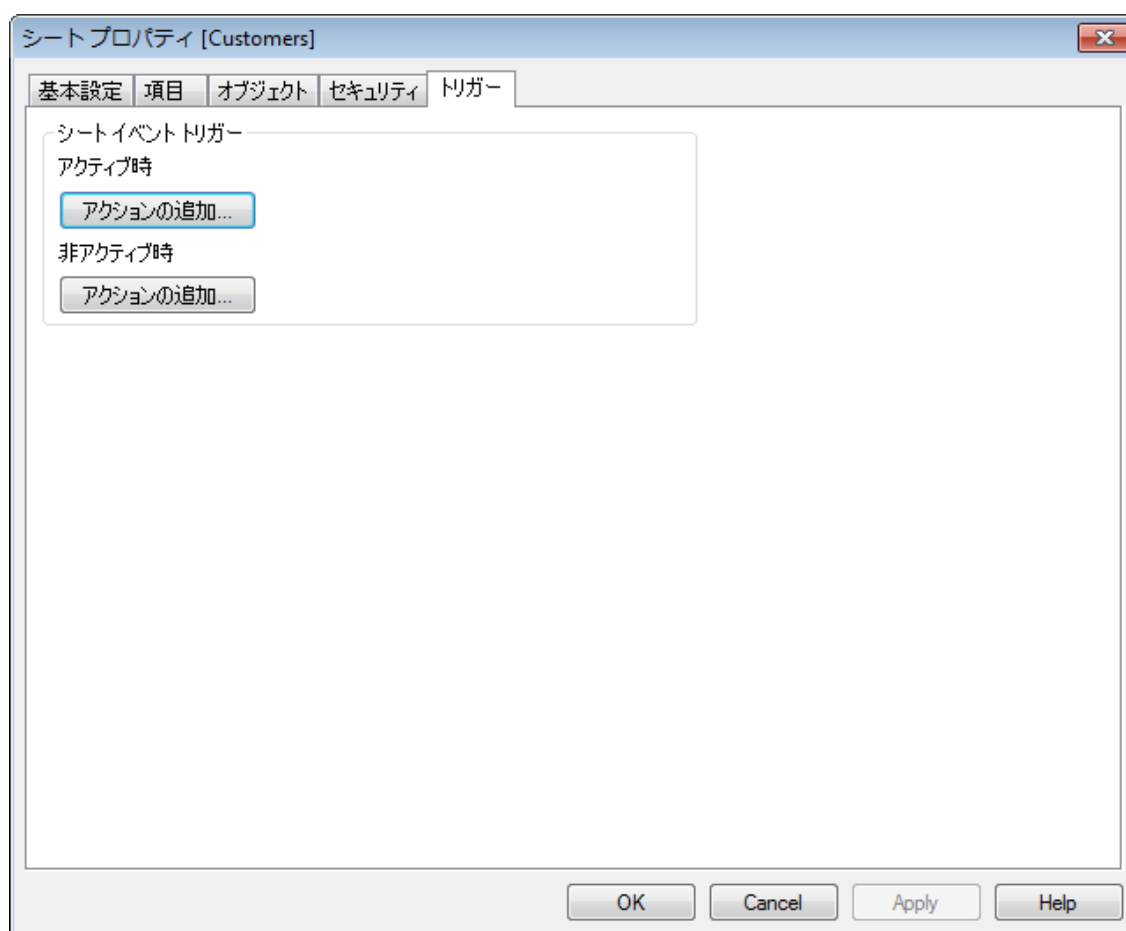 シート プロパティ [Customers]
基本設定 項目 オブジェクト セキュリティ トリガー
シート イベント トリガー
アクティブ時
アクションの追加...
非アクティブ時
アクションの追加...
OK Cancel Apply Help